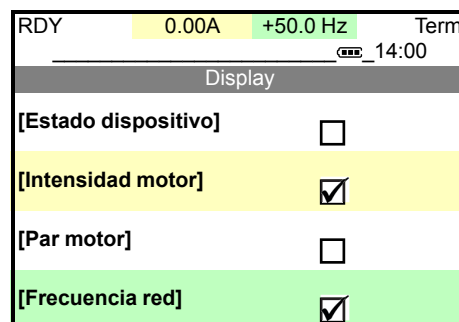 RDY 0.00A +50.0 Hz Term
14:00
Display
[Estado dispositivo]
[Intensidad motor]
[Par motor]
[Frecuencia red]